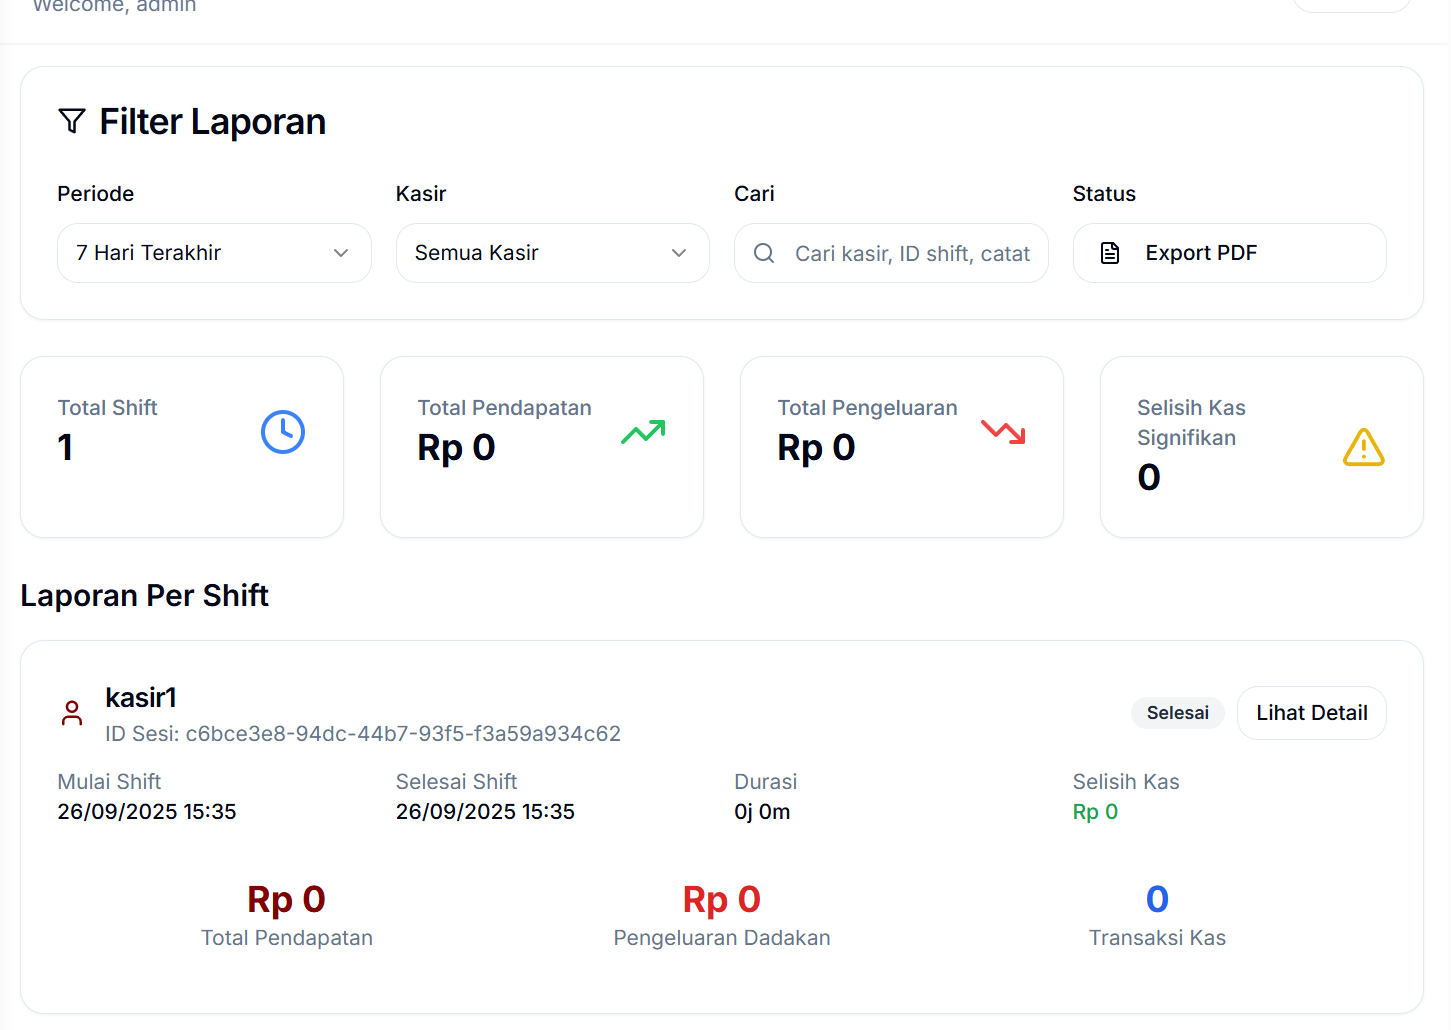 Welcome, admin
Filter Laporan
Periode
Kasir
Cari
Status
7 Hari Terakhir
Semua Kasir
Cari kasir, ID shift, catat
Export PDF
Total Shift
1
Total Pendapatan
Rp 0
Total Pengeluaran
Rp 0
Selisih Kas
Signifikan
0
Laporan Per Shift
kasir1
ID Sesi: c6bce3e8-94dc-44b7-93f5-f3a59a934c62
Selesai
Lihat Detail
Mulai Shift
26/09/2025 15:35
Selesai Shift
26/09/2025 15:35
Durasi
0j 0m
Selisih Kas
Rp 0
Rp 0
Total Pendapatan
Rp 0
Pengeluaran Dadakan
0
Transaksi Kas